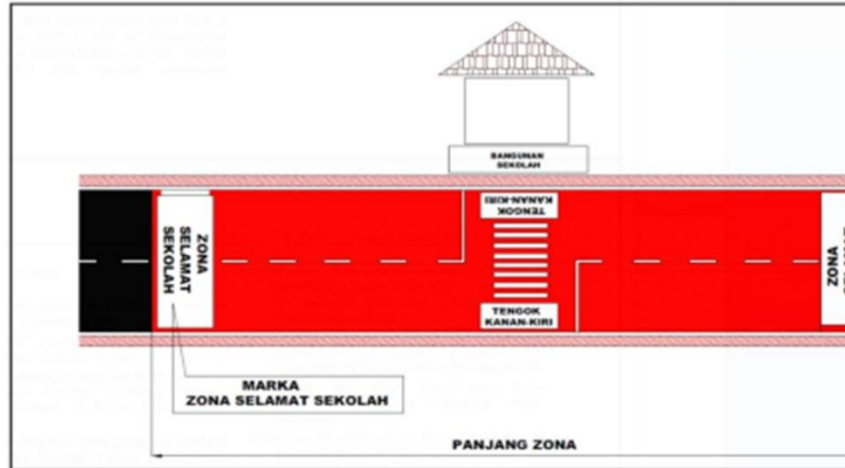 BANGUNAN
SEKOLAH
TENGOK
KANAN-KIRI
ZONA
SELAMAT
SEKOLAH
ZONA
TENGOK
KANAN-KIRI
MARKA
ZONA SELAMAT SEKOLAH
PANJANG ZONA